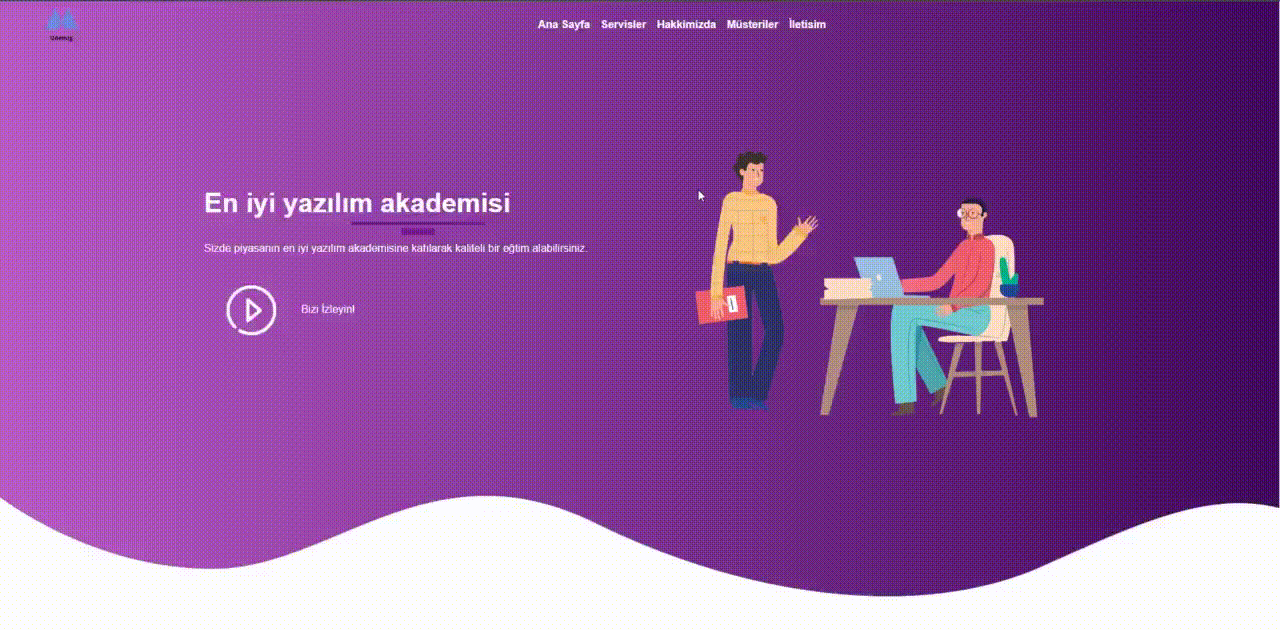 Ana Sayfa Servisler Hakkimizda Müsteriler İletisim
En iyi yazılım akademisi
Sizde piyasanın en iyi yazılım akademisine katılarak kaliteli bir eğtim alabilirsiniz.
Bizi İzleyin!